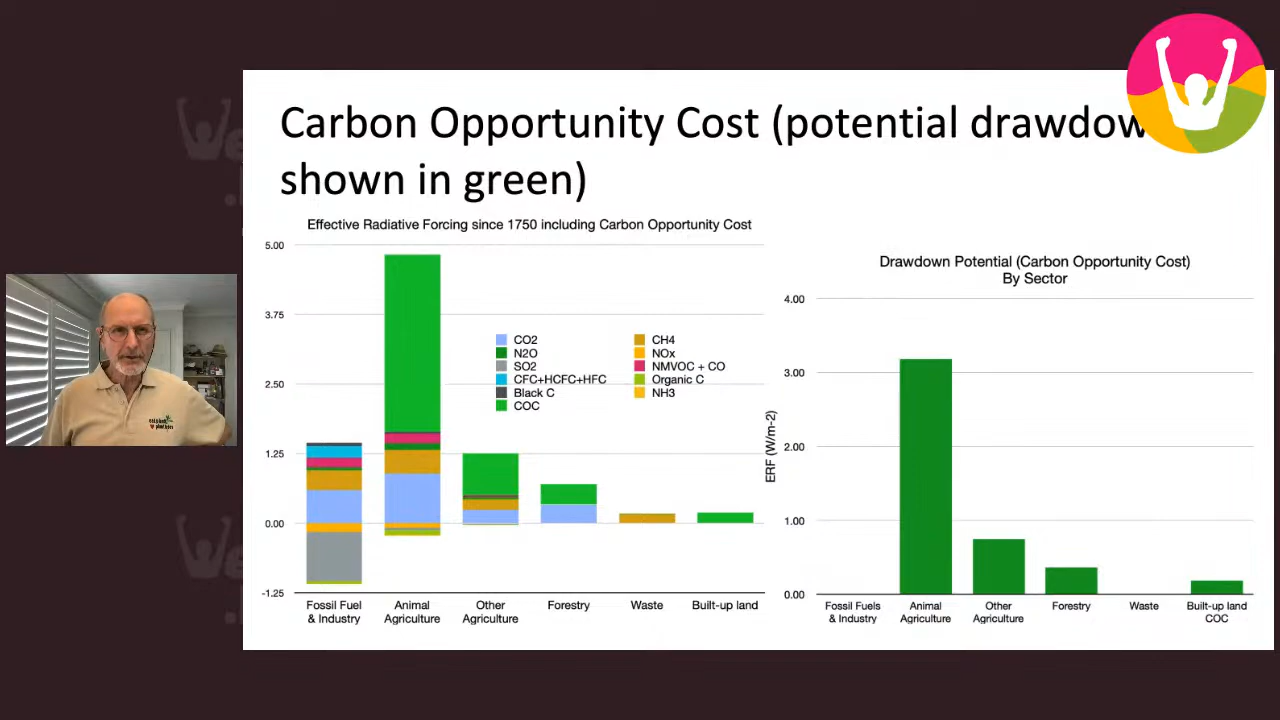 Carbon Opportunity Cost (potential drawdow
shown in green)
Effective Radiative Forcing since 1750 including Carbon Opportunity Cost
5.00
3.75
2.50
1.25
0.00
-1.25
CO2
N2O
SO2
CFC+HCFC+HFC
Black C
COC
CH4
NOx
NMVOC + CO
Organic C
NH3
Fossil Fuel
& Industry
Animal
Agriculture
Other
Agriculture
Forestry
Waste
Built-up land
Drawdown Potential (Carbon Opportunity Cost)
By Sector
ERF (W/m-2)
4.00
3.00
2.00
1.00
0.00
Fossil Fuels
& Industry
Animal
Agriculture
Other
Agriculture
Forestry
Waste
Built-up land
COC